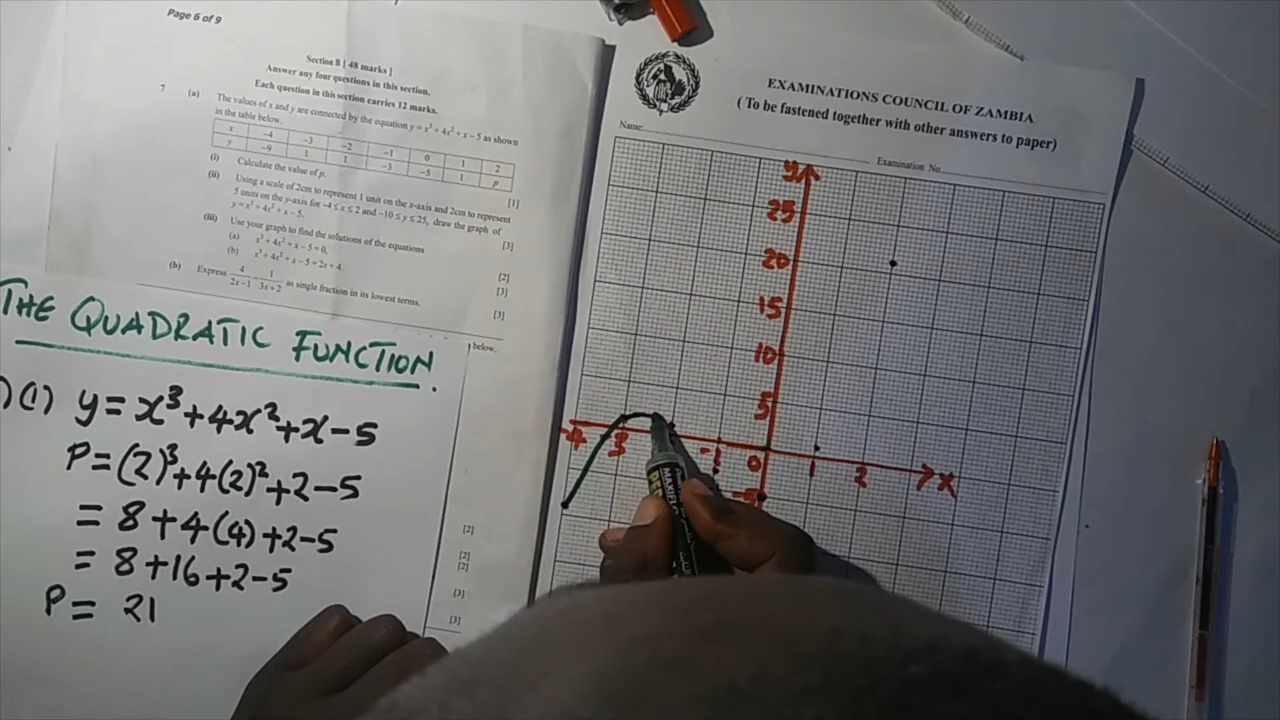 Page 6 of 9
Section B [ 48 marks ]
Answer any four questions in this section.
Each question in this section carries 12 marks.
7 (a) The values of x and y are connected by the equation y = x³ + 4x² + x − 5 as shown
in the table below.
x −4 −3 −2 −1 0 1 2
y −9 1 1 −3 −5 1 p
(i) Calculate the value of p. [1]
(ii) Using a scale of 2cm to represent 1 unit on the x-axis and 2cm to represent
5 units on the y-axis for −4 ≤ x ≤ 2 and −10 ≤ y ≤ 25, draw the graph of
y = x³ + 4x² + x − 5. [3]
(iii) Use your graph to find the solutions of the equations
(a) x³ + 4x² + x − 5 = 0, [2]
(b) x³ + 4x² + x − 5 = 2x + 4. [3]
(b) Express 4/(2x−1) − 1/(3x+2) as single fraction in its lowest terms. [3]
below.
[2]
[2]
[2]
[3]
[3]
THE QUADRATIC FUNCTION.
)(i) y = x³ + 4x² + x − 5
P = (2)³ + 4(2)² + 2 − 5
= 8 + 4(4) + 2 − 5
= 8 + 16 + 2 − 5
P = 21
EXAMINATIONS COUNCIL OF ZAMBIA
( To be fastened together with other answers to paper)
Name: Examination No.
y
25
20
15
10
5
-4 3 -1 0 1 2 x
-5
MAXI